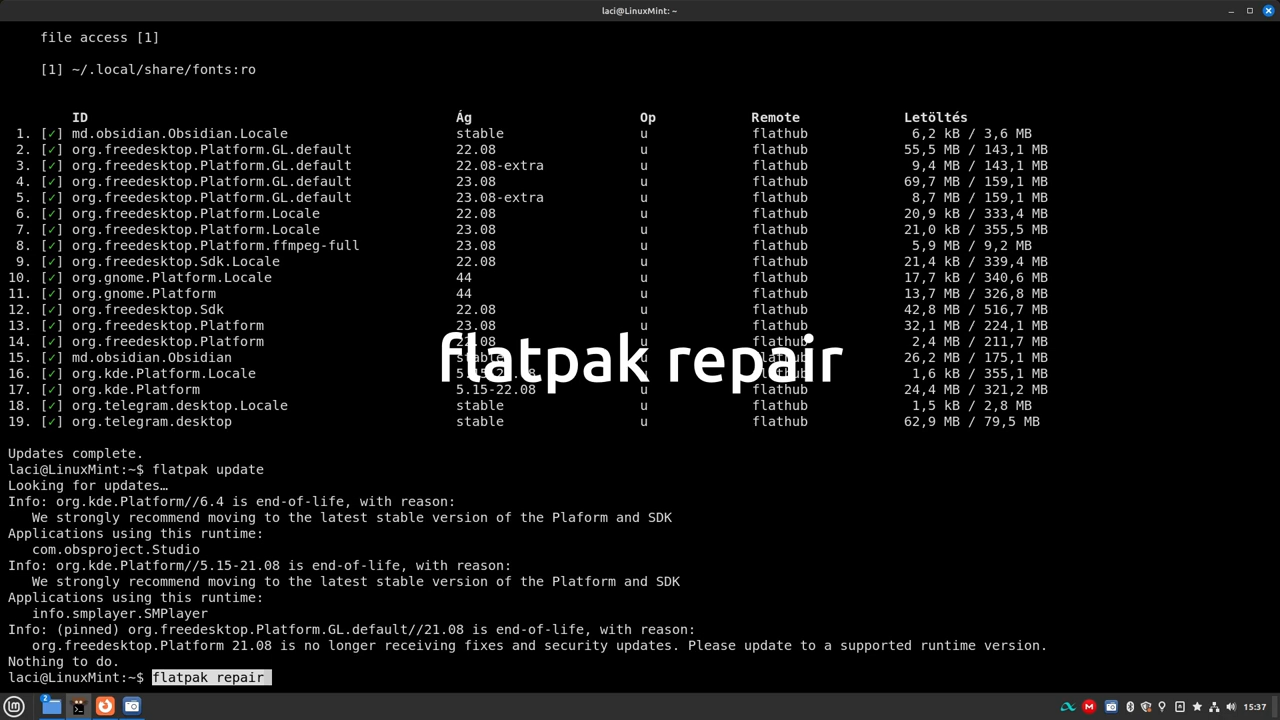 laci@LinuxMint: ~
file access [1]
[1] ~/.local/share/fonts:ro
ID Ág Op Remote Letöltés
1. [✓] md.obsidian.Obsidian.Locale stable u flathub 6,2 kB / 3,6 MB
2. [✓] org.freedesktop.Platform.GL.default 22.08 u flathub 55,5 MB / 143,1 MB
3. [✓] org.freedesktop.Platform.GL.default 22.08-extra u flathub 9,4 MB / 143,1 MB
4. [✓] org.freedesktop.Platform.GL.default 23.08 u flathub 69,7 MB / 159,1 MB
5. [✓] org.freedesktop.Platform.GL.default 23.08-extra u flathub 8,7 MB / 159,1 MB
6. [✓] org.freedesktop.Platform.Locale 22.08 u flathub 20,9 kB / 333,4 MB
7. [✓] org.freedesktop.Platform.Locale 23.08 u flathub 21,0 kB / 355,5 MB
8. [✓] org.freedesktop.Platform.ffmpeg-full 23.08 u flathub 5,9 MB / 9,2 MB
9. [✓] org.freedesktop.Sdk.Locale 22.08 u flathub 21,4 kB / 339,4 MB
10. [✓] org.gnome.Platform.Locale 44 u flathub 17,7 kB / 340,6 MB
11. [✓] org.gnome.Platform 44 u flathub 13,7 MB / 326,8 MB
12. [✓] org.freedesktop.Sdk 22.08 u flathub 42,8 MB / 516,7 MB
13. [✓] org.freedesktop.Platform 23.08 u flathub 32,1 MB / 224,1 MB
14. [✓] org.freedesktop.Platform 22.08 u flathub 2,4 MB / 211,7 MB
15. [✓] md.obsidian.Obsidian stable u flathub 26,2 MB / 175,1 MB
flatpak repair
16. [✓] org.kde.Platform.Locale 5.15-22.08 u flathub 1,6 kB / 355,1 MB
17. [✓] org.kde.Platform 5.15-22.08 u flathub 24,4 MB / 321,2 MB
18. [✓] org.telegram.desktop.Locale stable u flathub 1,5 kB / 2,8 MB
19. [✓] org.telegram.desktop stable u flathub 62,9 MB / 79,5 MB
Updates complete.
laci@LinuxMint:~$ flatpak update
Looking for updates…
Info: org.kde.Platform//6.4 is end-of-life, with reason:
We strongly recommend moving to the latest stable version of the Plaform and SDK
Applications using this runtime:
com.obsproject.Studio
Info: org.kde.Platform//5.15-21.08 is end-of-life, with reason:
We strongly recommend moving to the latest stable version of the Platform and SDK
Applications using this runtime:
info.smplayer.SMPlayer
Info: (pinned) org.freedesktop.Platform.GL.default//21.08 is end-of-life, with reason:
org.freedesktop.Platform 21.08 is no longer receiving fixes and security updates. Please update to a supported runtime version.
Nothing to do.
laci@LinuxMint:~$ flatpak repair
2
15:37